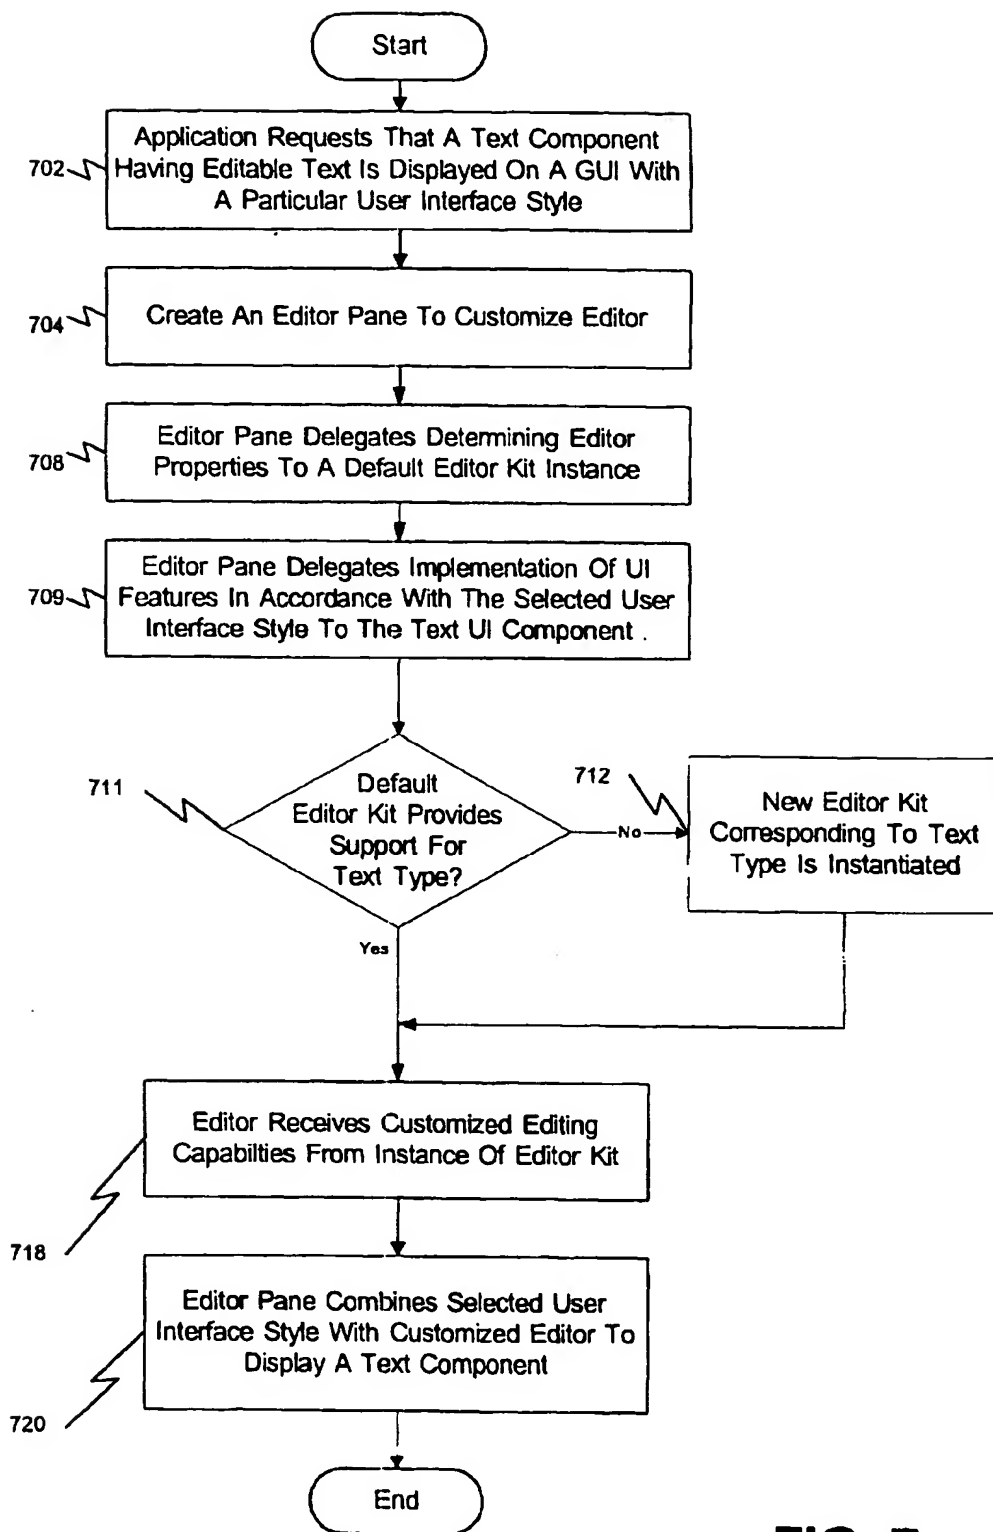 Start
702
Application Requests That A Text Component
Having Editable Text Is Displayed On A GUI With
A Particular User Interface Style
704
Create An Editor Pane To Customize Editor
708
Editor Pane Delegates Determining Editor
Properties To A Default Editor Kit Instance
709
Editor Pane Delegates Implementation Of UI
Features In Accordance With The Selected User
Interface Style To The Text UI Component .
711
Default
Editor Kit Provides
Support For
Text Type?
No
712
New Editor Kit
Corresponding To Text
Type Is Instantiated
Yes
Editor Receives Customized Editing
Capabilties From Instance Of Editor Kit
718
Editor Pane Combines Selected User
Interface Style With Customized Editor To
Display A Text Component
720
End